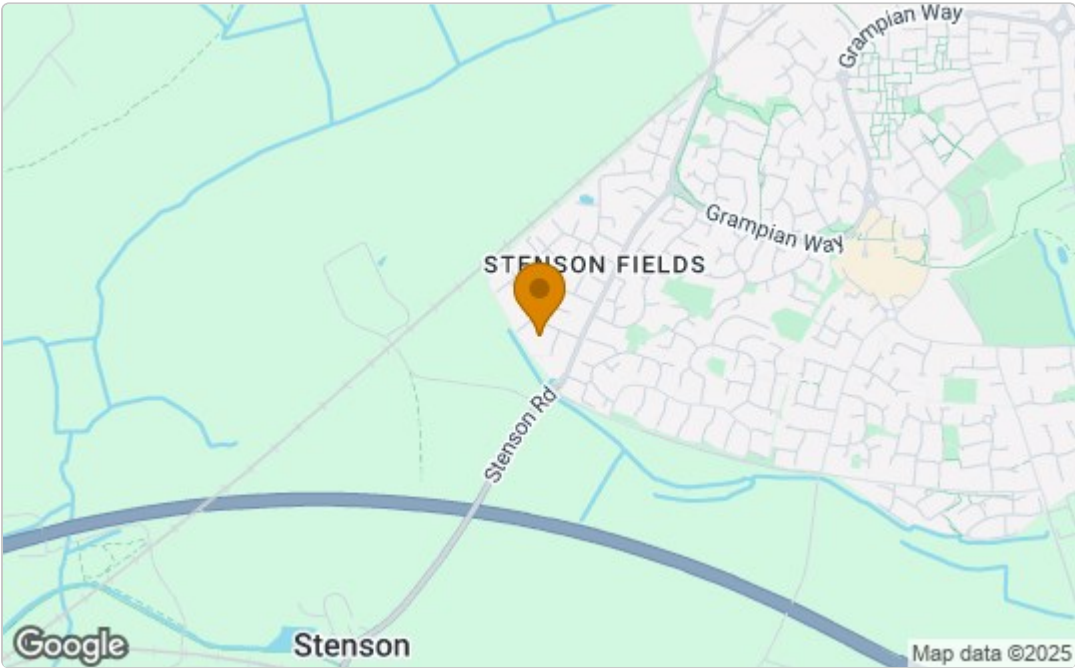 Grampian Way
Grampian Way
STENSON FIELDS
Stenson Rd
Stenson
Google
Map data ©2025